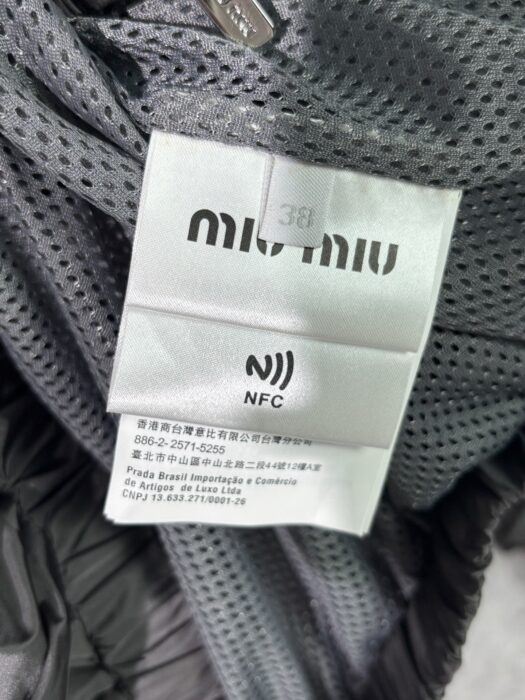 38
miu miu
NFC
香港商台灣意比有限公司台灣分公司
886-2-2571-5255
臺北市中山區中山北路二段44號12樓A室
Prada Brasil Importação e Comércio
de Artigos de Luxo Ltda
CNPJ 13.633.271/0001-26